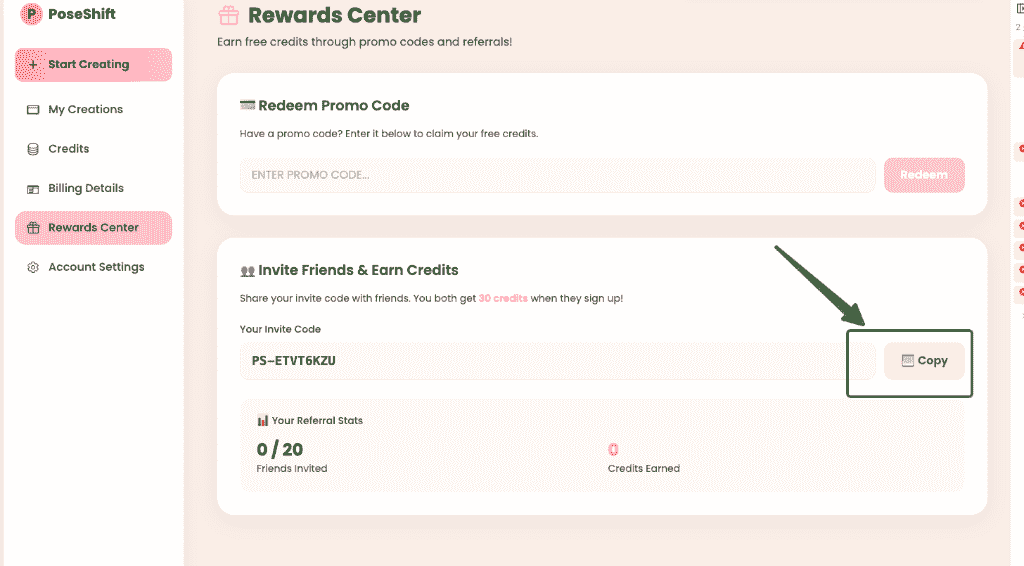 P PoseShift
+ Start Creating
My Creations
Credits
Billing Details
Rewards Center
Account Settings
Rewards Center
Earn free credits through promo codes and referrals!
Redeem Promo Code
Have a promo code? Enter it below to claim your free credits.
ENTER PROMO CODE...
Redeem
Invite Friends & Earn Credits
Share your invite code with friends. You both get 30 credits when they sign up!
Your Invite Code
PS-ETVT6KZU
Copy
Your Referral Stats
0 / 20
Friends Invited
0
Credits Earned
2